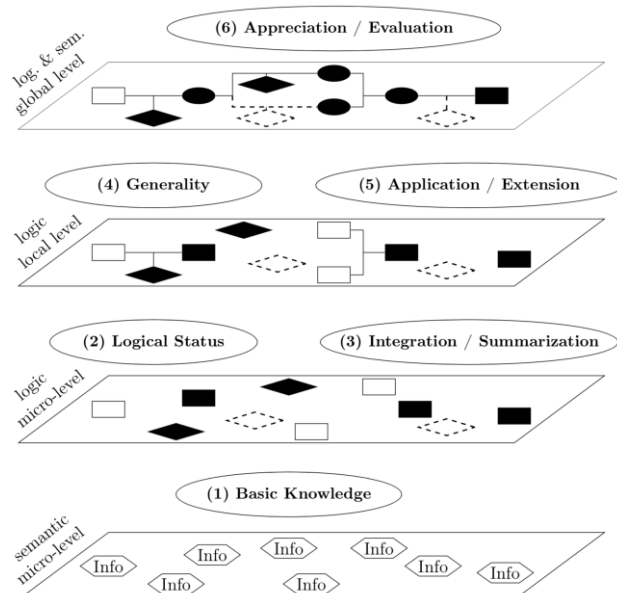 (6) Appreciation / Evaluation
log. & sem.
global level
(4) Generality
(5) Application / Extension
logic
local level
(2) Logical Status
(3) Integration / Summarization
logic
micro-level
(1) Basic Knowledge
semantic
micro-level
Info
Info
Info
Info
Info
Info
Info
Info